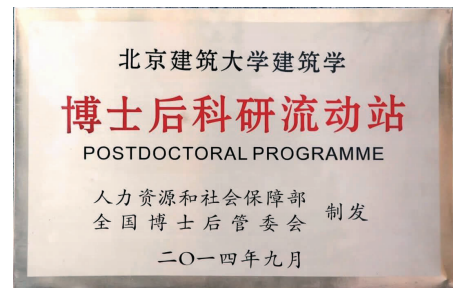 北京建筑大学建筑学
博士后科研流动站
POSTDOCTORAL PROGRAMME
人力资源和社会保障部
全国博士后管委会
制发
二〇一四年九月